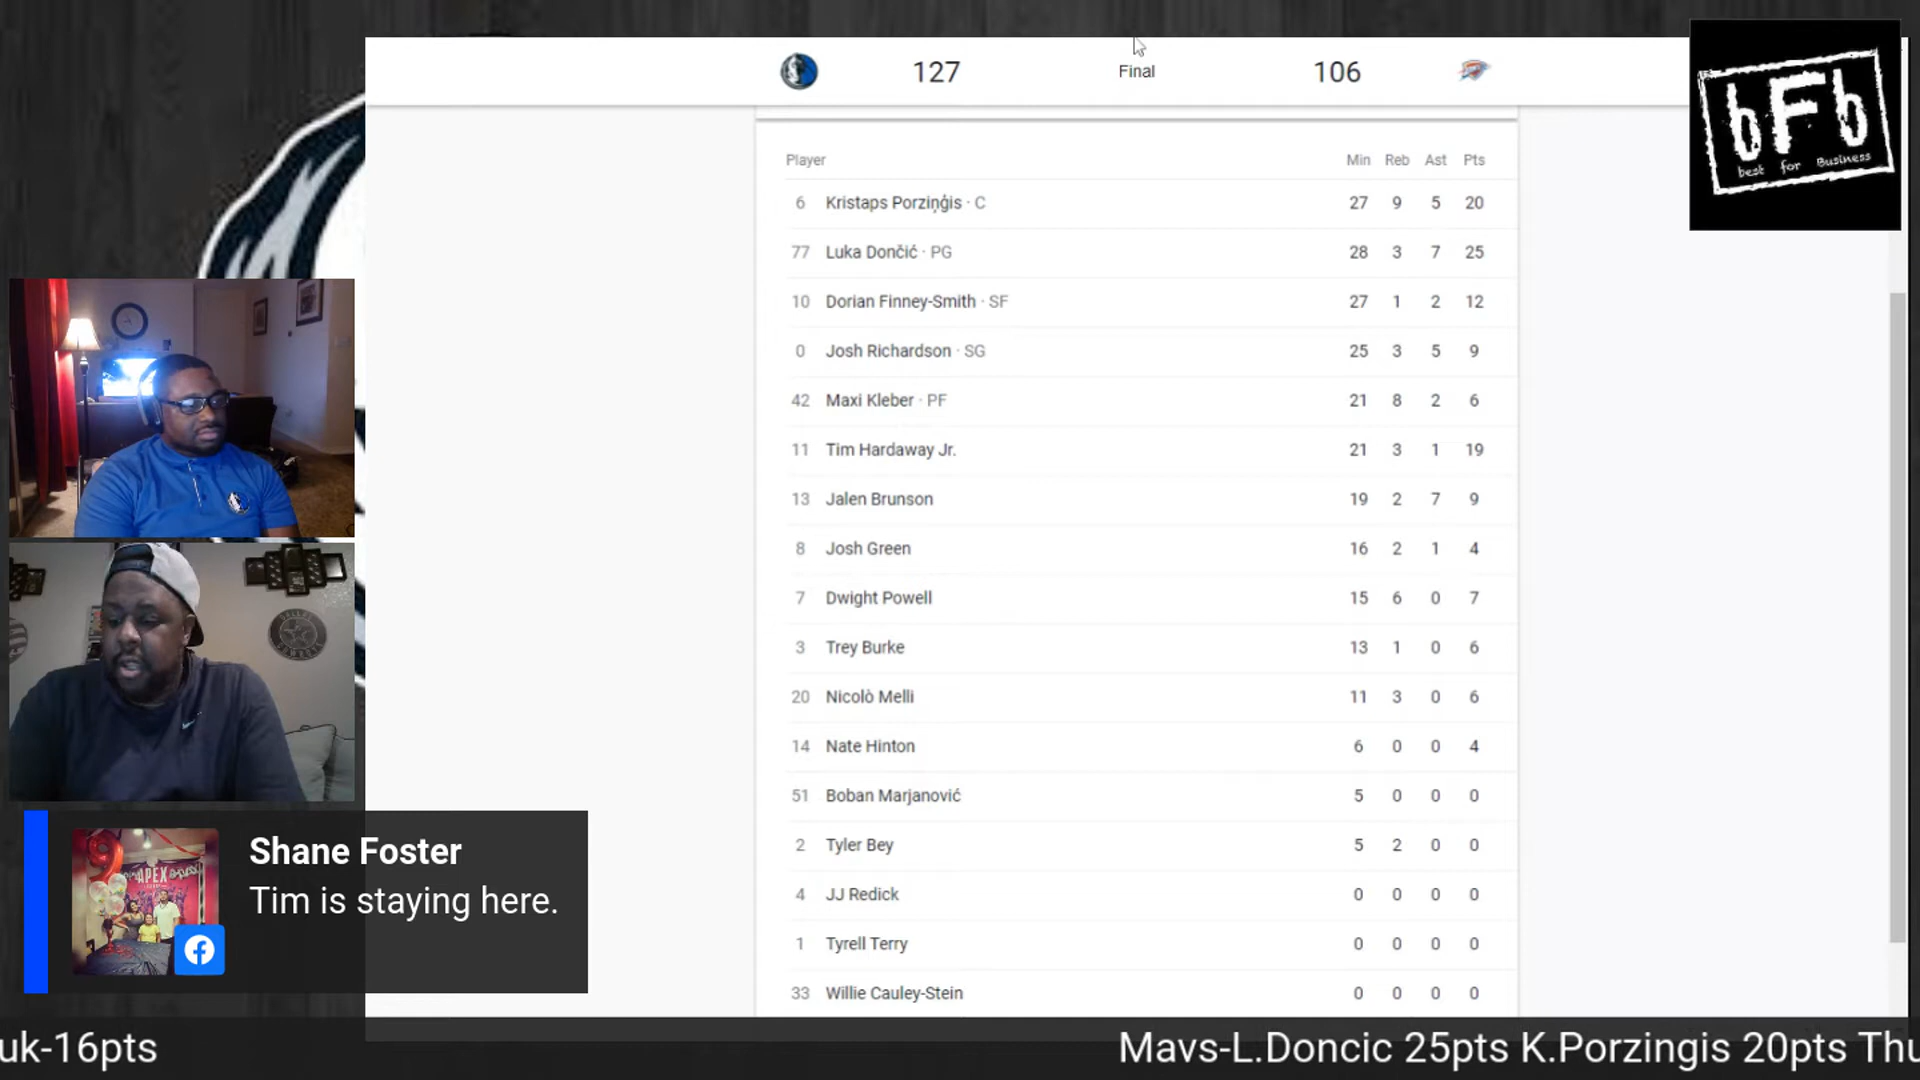 127 Final 106
bFb
best for Business
Player Min Reb Ast Pts
6 Kristaps Porziņģis · C 27 9 5 20
77 Luka Dončić · PG 28 3 7 25
10 Dorian Finney-Smith · SF 27 1 2 12
0 Josh Richardson · SG 25 3 5 9
42 Maxi Kleber · PF 21 8 2 6
11 Tim Hardaway Jr. 21 3 1 19
13 Jalen Brunson 19 2 7 9
8 Josh Green 16 2 1 4
7 Dwight Powell 15 6 0 7
3 Trey Burke 13 1 0 6
20 Nicolò Melli 11 3 0 6
14 Nate Hinton 6 0 0 4
51 Boban Marjanović 5 0 0 0
2 Tyler Bey 5 2 0 0
4 JJ Redick 0 0 0 0
1 Tyrell Terry 0 0 0 0
33 Willie Cauley-Stein 0 0 0 0
9
APEX
Shane Foster
Tim is staying here.
uk-16pts Mavs-L.Doncic 25pts K.Porzingis 20pts Thu